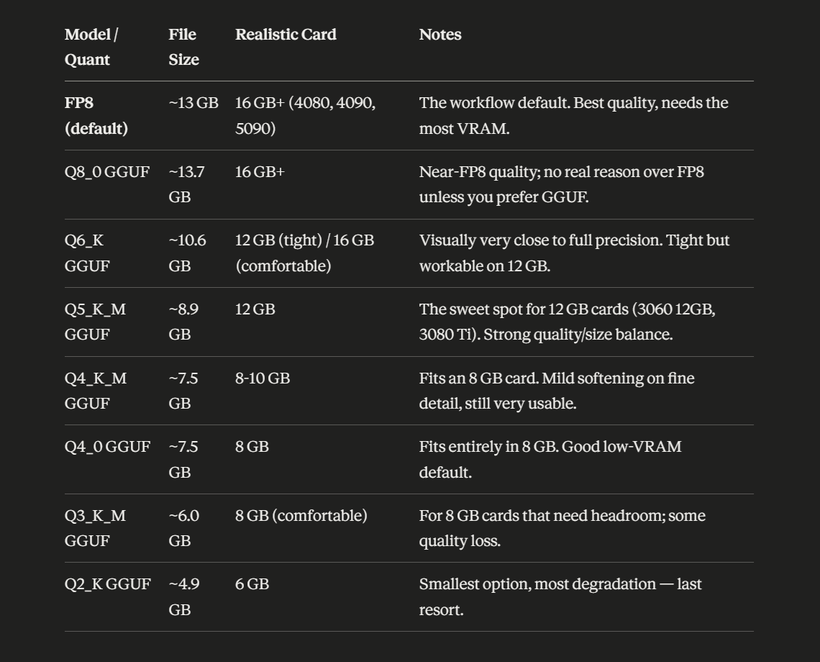 Model / Quant | File Size | Realistic Card | Notes
FP8 (default) | ~13 GB | 16 GB+ (4080, 4090, 5090) | The workflow default. Best quality, needs the most VRAM.
Q8_0 GGUF | ~13.7 GB | 16 GB+ | Near-FP8 quality; no real reason over FP8 unless you prefer GGUF.
Q6_K GGUF | ~10.6 GB | 12 GB (tight) / 16 GB (comfortable) | Visually very close to full precision. Tight but workable on 12 GB.
Q5_K_M GGUF | ~8.9 GB | 12 GB | The sweet spot for 12 GB cards (3060 12GB, 3080 Ti). Strong quality/size balance.
Q4_K_M GGUF | ~7.5 GB | 8-10 GB | Fits an 8 GB card. Mild softening on fine detail, still very usable.
Q4_0 GGUF | ~7.5 GB | 8 GB | Fits entirely in 8 GB. Good low-VRAM default.
Q3_K_M GGUF | ~6.0 GB | 8 GB (comfortable) | For 8 GB cards that need headroom; some quality loss.
Q2_K GGUF | ~4.9 GB | 6 GB | Smallest option, most degradation — last resort.